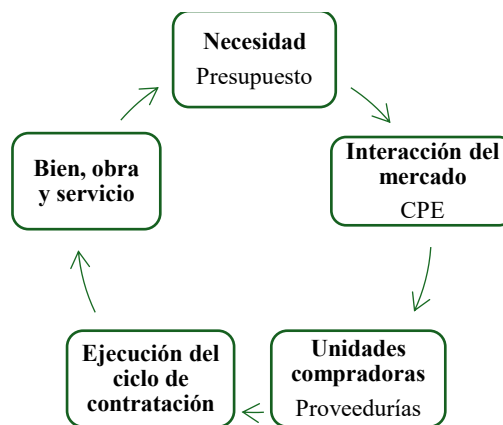 Necesidad
Presupuesto
Interacción del
mercado
CPE
Unidades
compradoras
Proveedurías
Ejecución del
ciclo de
contratación
Bien, obra
y servicio